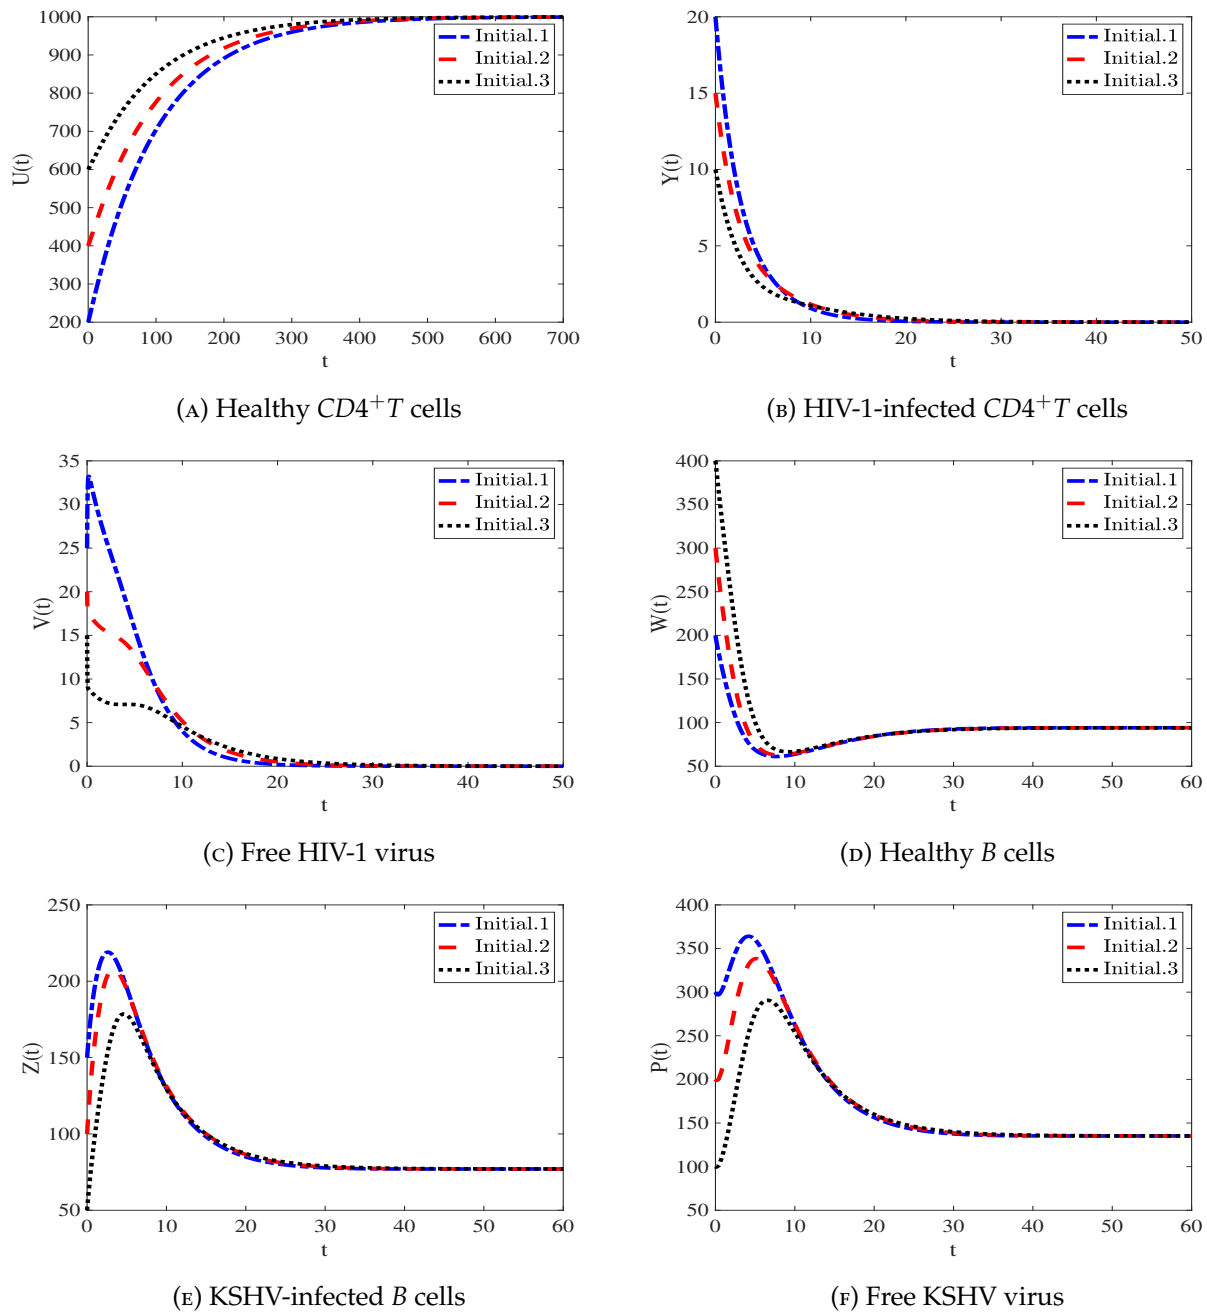 1000
900
800
700
600
500
400
300
200
U(t)
0 100 200 300 400 500 600 700
t
Initial.1
Initial.2
Initial.3
(A) Healthy CD4+T cells
20
15
10
5
0
Y(t)
0 10 20 30 40 50
t
Initial.1
Initial.2
Initial.3
(B) HIV-1-infected CD4+T cells
35
30
25
20
15
10
5
0
V(t)
0 10 20 30 40 50
t
Initial.1
Initial.2
Initial.3
(C) Free HIV-1 virus
400
350
300
250
200
150
100
50
W(t)
0 10 20 30 40 50 60
t
Initial.1
Initial.2
Initial.3
(D) Healthy B cells
250
200
150
100
50
Z(t)
0 10 20 30 40 50 60
t
Initial.1
Initial.2
Initial.3
(E) KSHV-infected B cells
400
350
300
250
200
150
100
50
P(t)
0 10 20 30 40 50 60
t
Initial.1
Initial.2
Initial.3
(F) Free KSHV virus